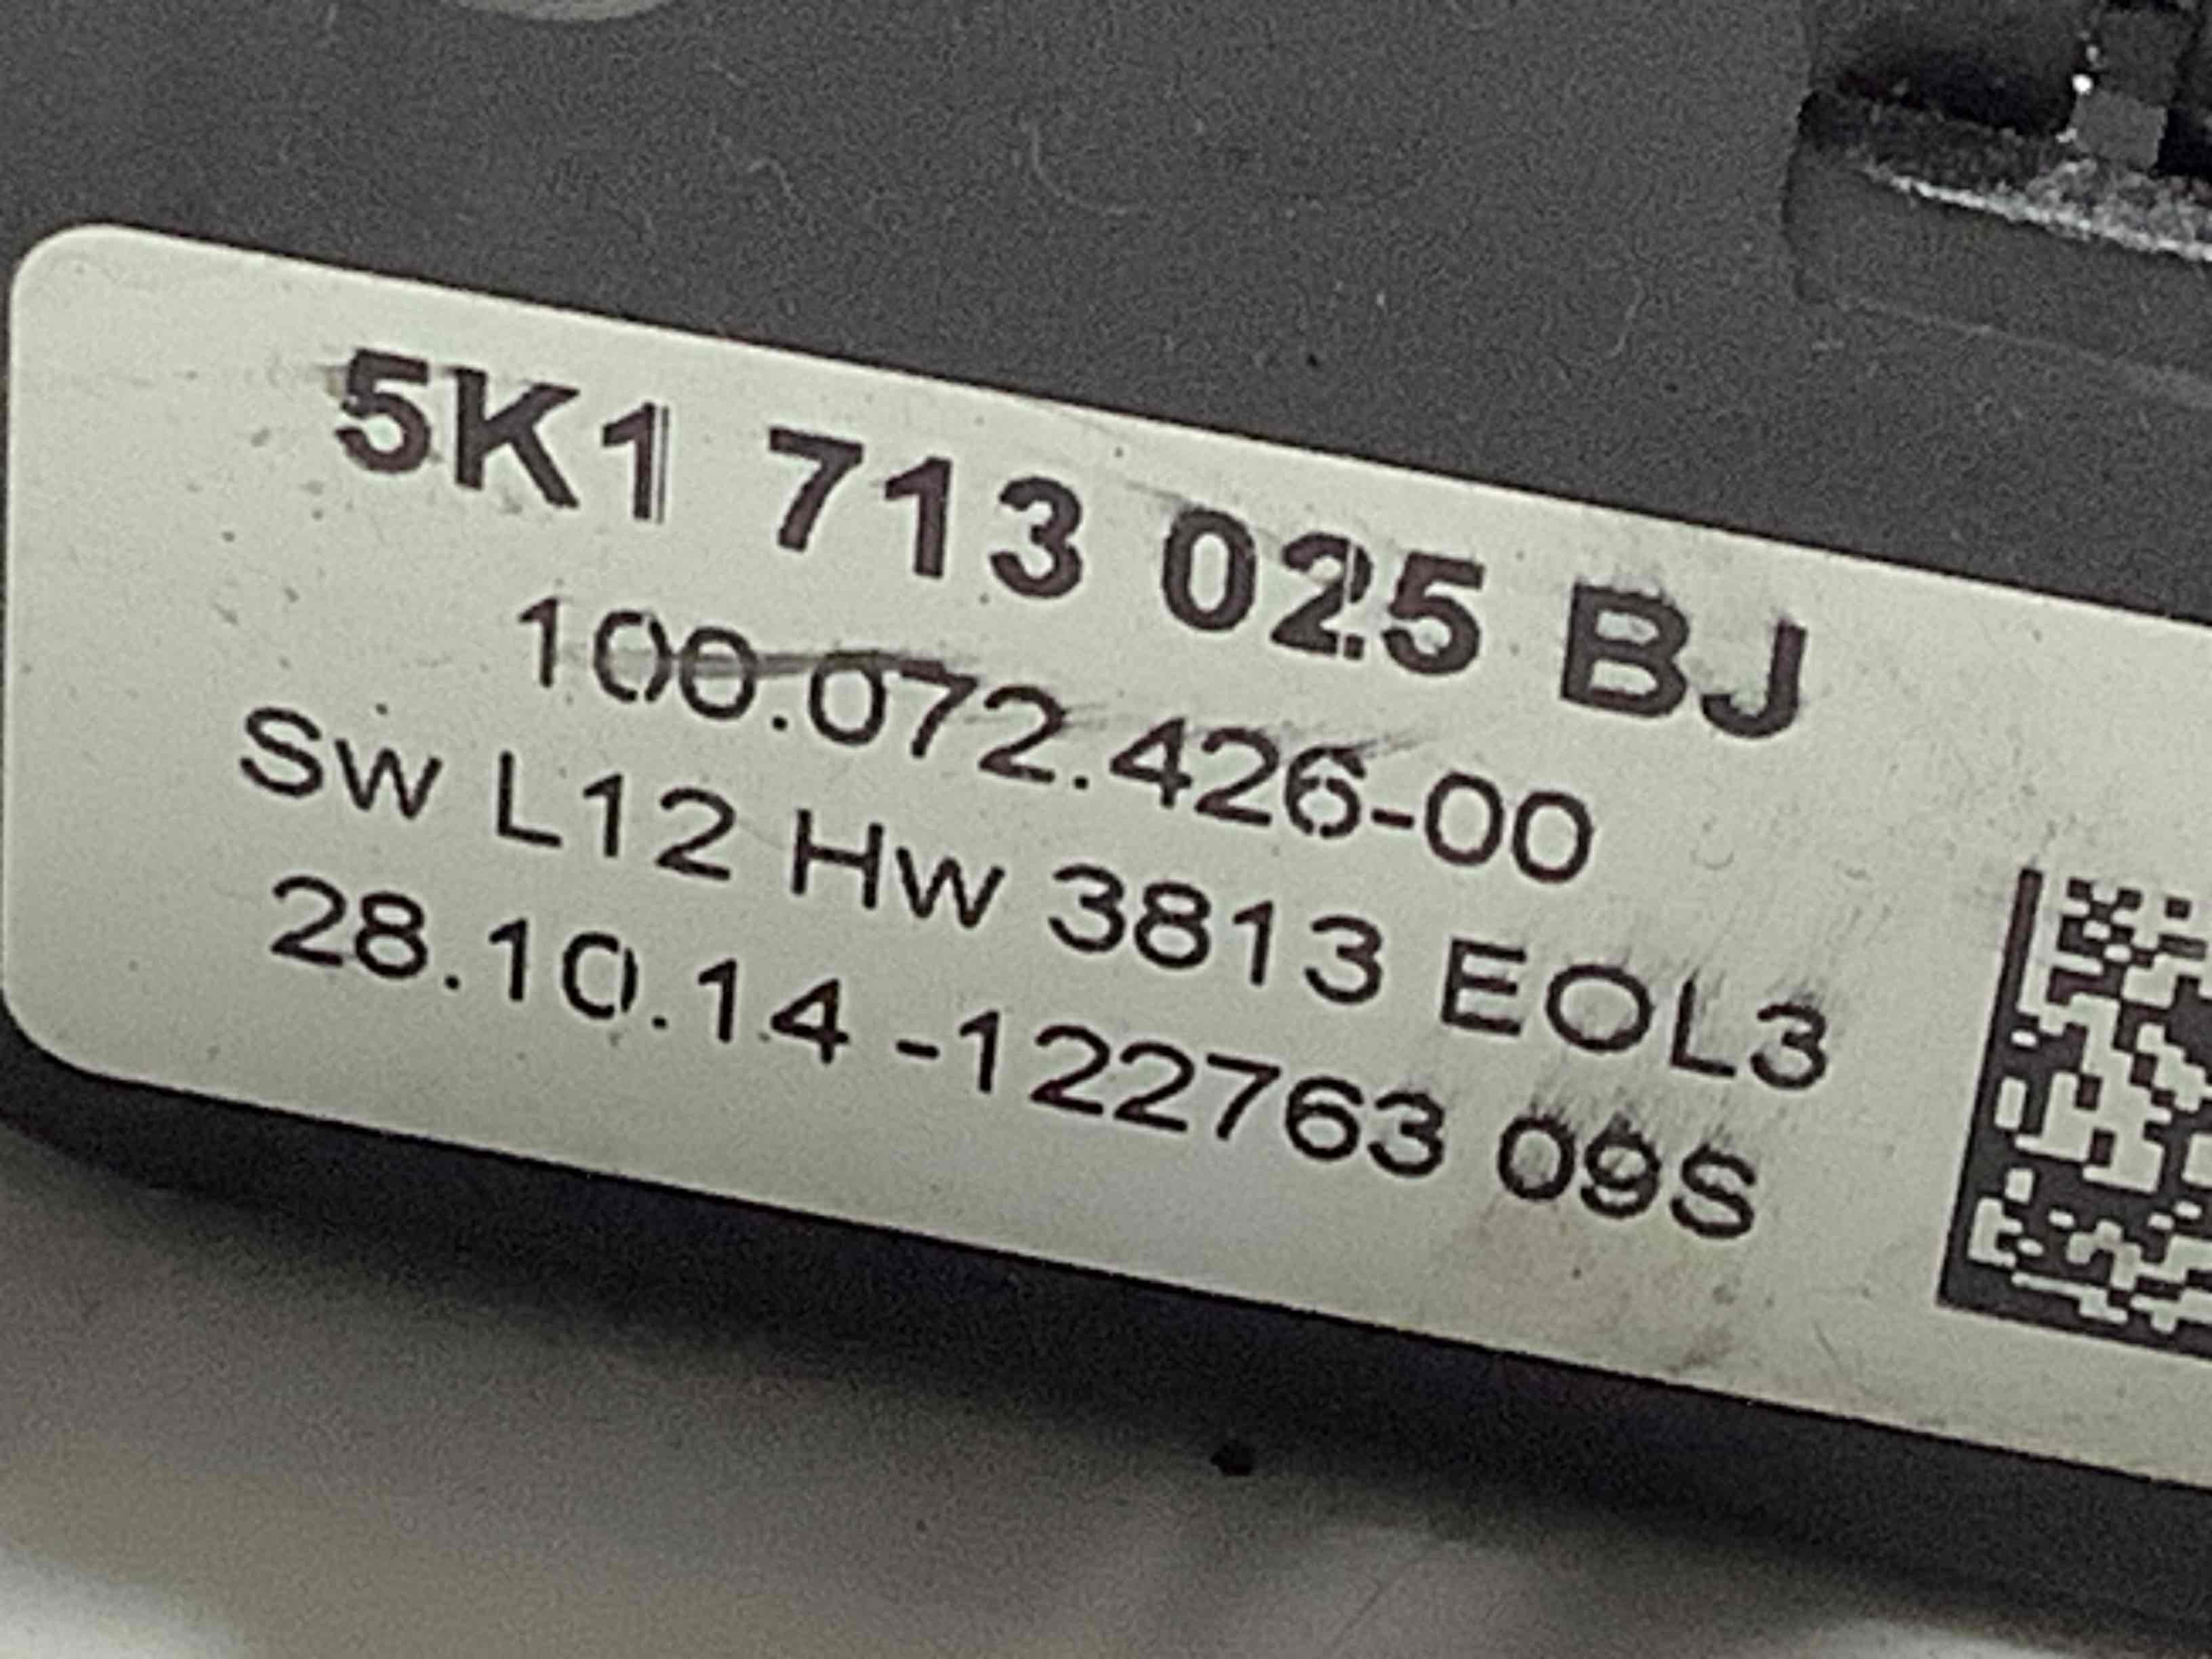 5K1 713 025 BJ
100.072.426-00
Sw L12 Hw 3813 EOL3
28.10.14 -122763 09S